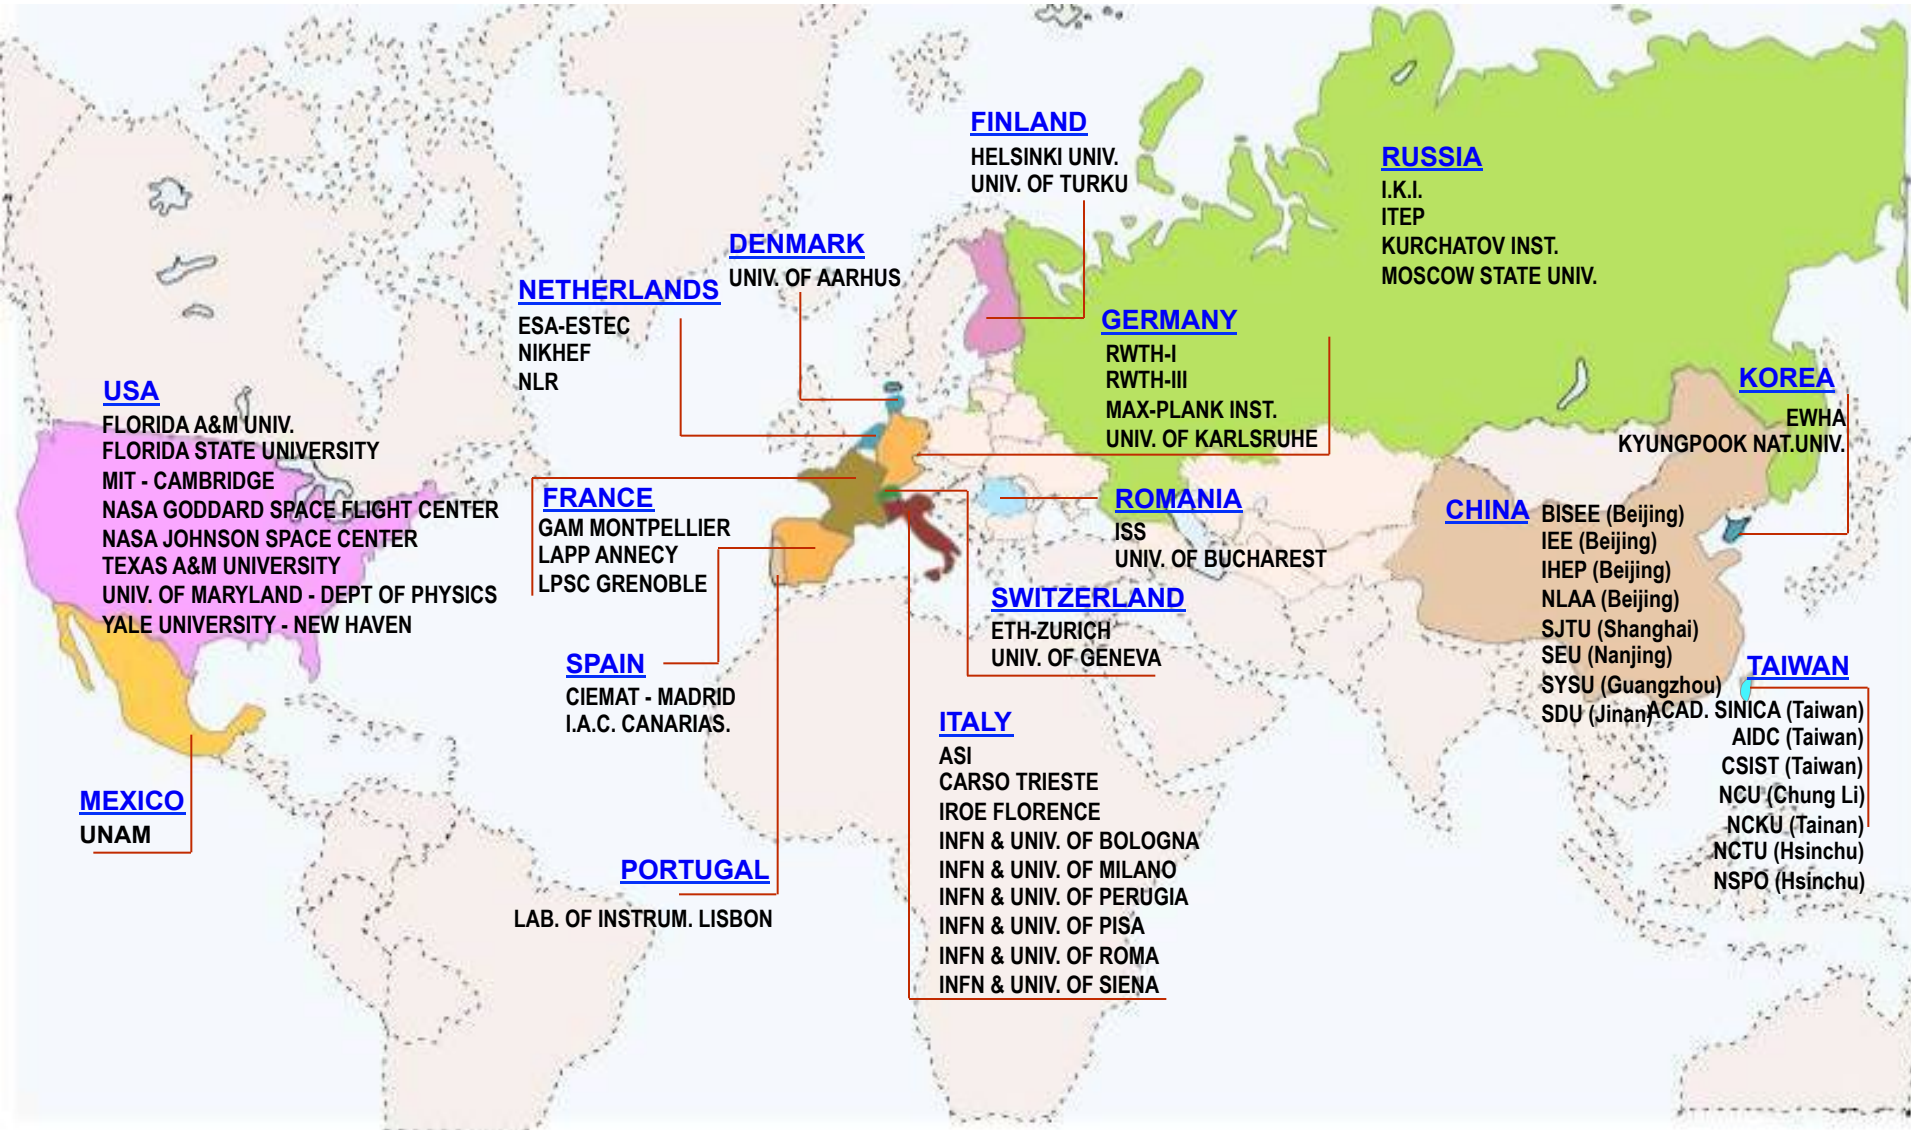 FINLAND
HELSINKI UNIV.
UNIV. OF TURKU
RUSSIA
I.K.I.
ITEP
KURCHATOV INST.
MOSCOW STATE UNIV.
DENMARK
UNIV. OF AARHUS
NETHERLANDS
ESA-ESTEC
NIKHEF
NLR
GERMANY
RWTH-I
RWTH-III
MAX-PLANK INST.
UNIV. OF KARLSRUHE
USA
FLORIDA A&M UNIV.
FLORIDA STATE UNIVERSITY
MIT - CAMBRIDGE
NASA GODDARD SPACE FLIGHT CENTER
NASA JOHNSON SPACE CENTER
TEXAS A&M UNIVERSITY
UNIV. OF MARYLAND - DEPT OF PHYSICS
YALE UNIVERSITY - NEW HAVEN
KOREA
EWHA
KYUNGPOOK NAT.UNIV.
FRANCE
GAM MONTPELLIER
LAPP ANNECY
LPSC GRENOBLE
ROMANIA
ISS
UNIV. OF BUCHAREST
CHINA
BISEE (Beijing)
IEE (Beijing)
IHEP (Beijing)
NLAA (Beijing)
SJTU (Shanghai)
SEU (Nanjing)
SYSU (Guangzhou)
SDU (Jinan)
SWITZERLAND
ETH-ZURICH
UNIV. OF GENEVA
SPAIN
CIEMAT - MADRID
I.A.C. CANARIAS.
TAIWAN
ACAD. SINICA (Taiwan)
AIDC (Taiwan)
CSIST (Taiwan)
NCU (Chung Li)
NCKU (Tainan)
NCTU (Hsinchu)
NSPO (Hsinchu)
ITALY
ASI
CARSO TRIESTE
IROE FLORENCE
INFN & UNIV. OF BOLOGNA
INFN & UNIV. OF MILANO
INFN & UNIV. OF PERUGIA
INFN & UNIV. OF PISA
INFN & UNIV. OF ROMA
INFN & UNIV. OF SIENA
MEXICO
UNAM
PORTUGAL
LAB. OF INSTRUM. LISBON